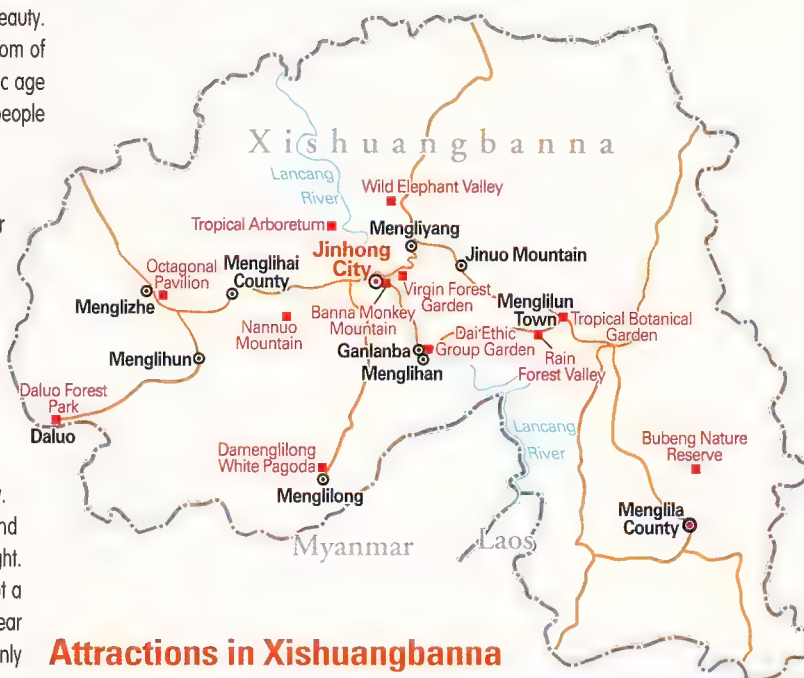 eauty.
om of
c age
people
r
y.
nd
ght.
ot a
ear
only
Xishuangbanna
Lancang
River
Wild Elephant Valley
Tropical Arboretum
Mengliyang
Jinhong
City
Jinuo Mountain
Octagonal
Pavilion
Menglihai
County
Menglizhe
Virgin Forest
Garden
Banna Monkey
Mountain
Menglilun
Town
Tropical Botanical
Garden
Nannuo
Mountain
Dai'Ethic
Group Garden
Ganlanba
Menglihan
Rain
Forest Valley
Menglihun
Daluo Forest
Park
Daluo
Lancang
River
Bubeng Nature
Reserve
Damenglilong
White Pagoda
Menglilong
Menglila
County
Myanmar
Laos
Attractions in Xishuangbanna